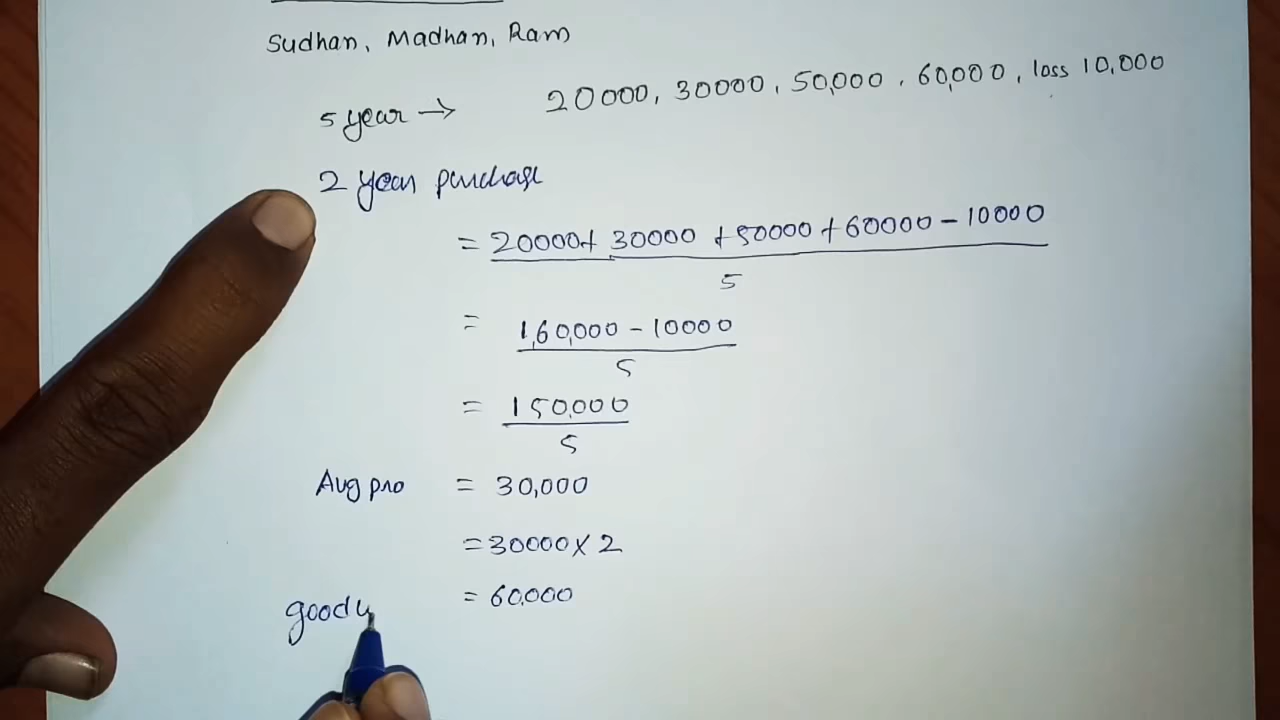 Sudhan, Madhan, Ram
5 year → 20000, 30000, 50,000, 60,000, loss 10,000
2 year purchase
= 20000+ 30000 + 50000 + 60000 - 10000
5
= 1,60,000 - 10000
5
= 150,000
5
Avg pro = 30,000
= 30000 × 2
= 60,000
goodw